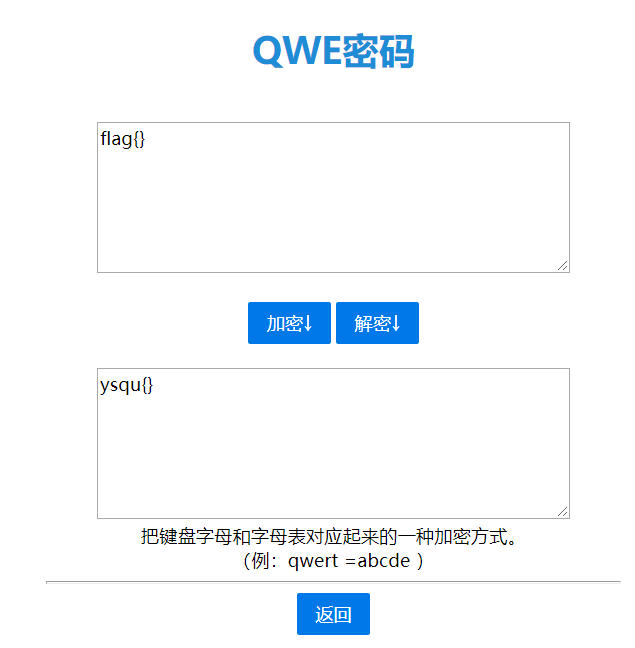 QWE密码
flag{}
加密↓ 解密↓
ysqu{}
把键盘字母和字母表对应起来的一种加密方式。
（例：qwert =abcde ）
返回